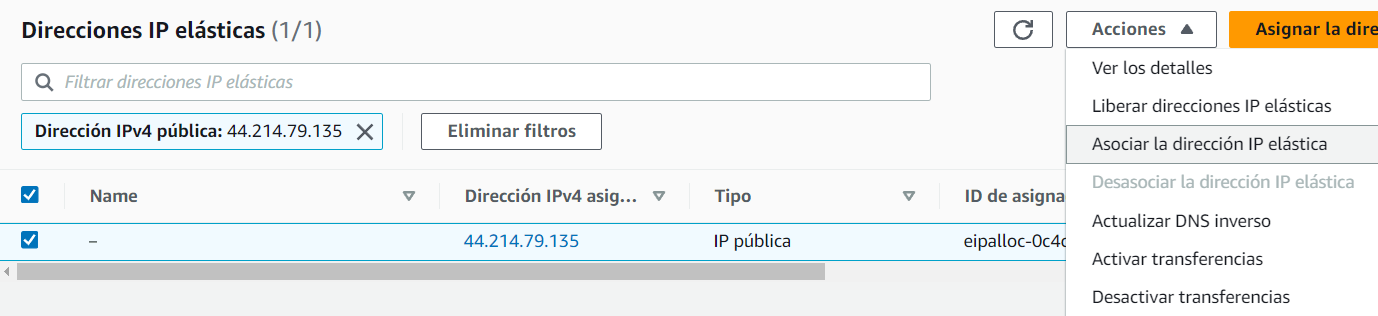 Direcciones IP elásticas (1/1)
Acciones
Asignar la dire
Filtrar direcciones IP elásticas
Dirección IPv4 pública: 44.214.79.135
Eliminar filtros
Ver los detalles
Liberar direcciones IP elásticas
Asociar la dirección IP elástica
Desasociar la dirección IP elástica
Actualizar DNS inverso
Activar transferencias
Desactivar transferencias
Name
Dirección IPv4 asig...
Tipo
ID de asigna
–
44.214.79.135
IP pública
eipalloc-0c4c